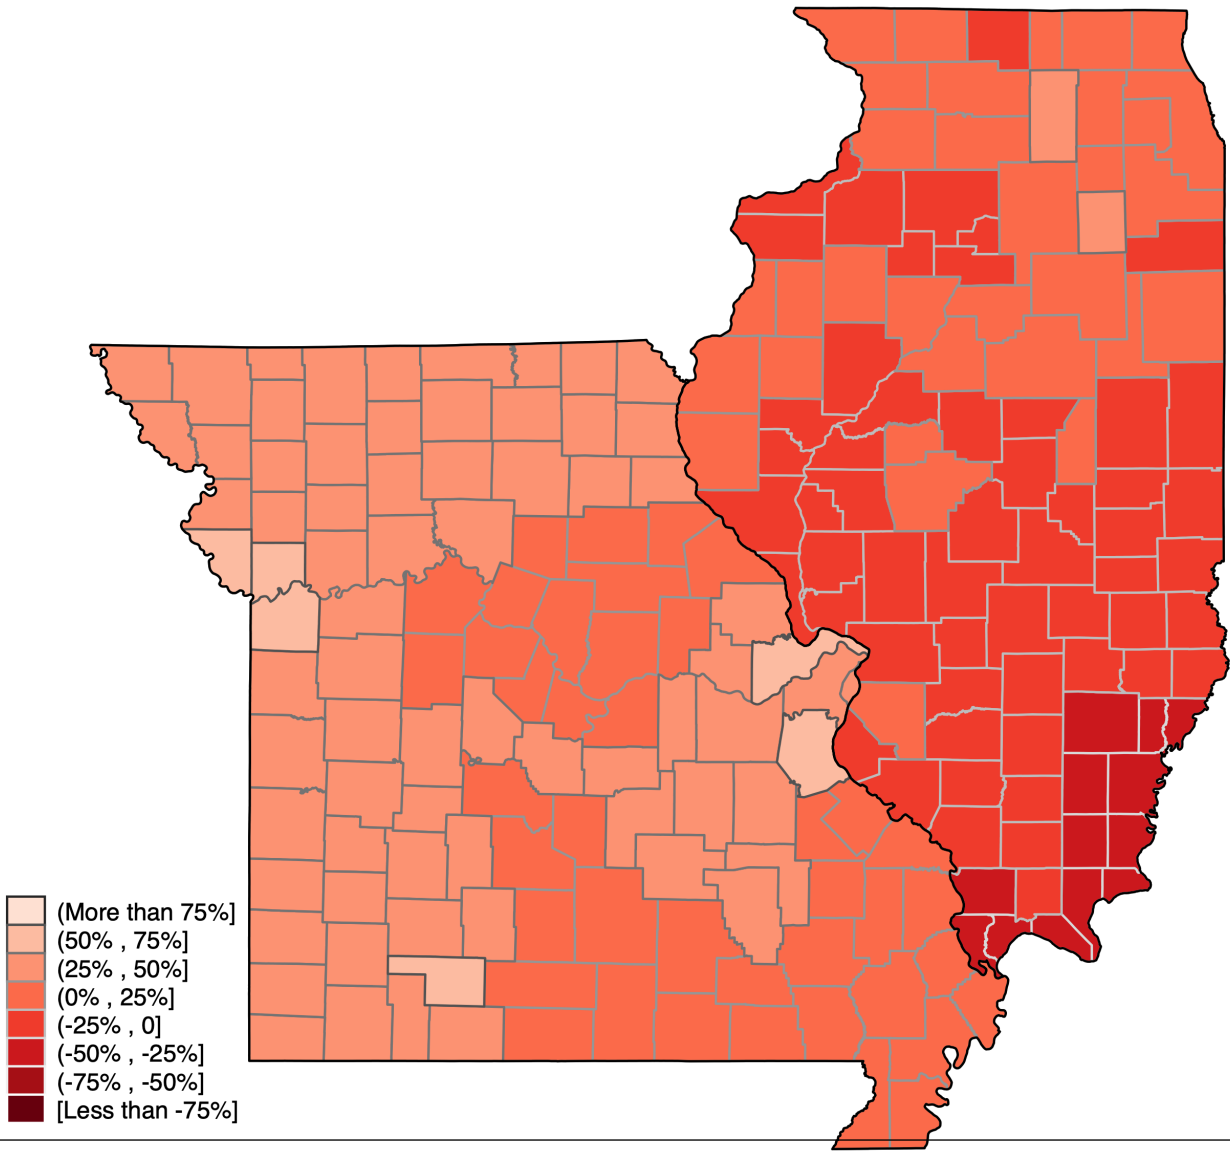 (More than 75%]
(50% , 75%]
(25% , 50%]
(0% , 25%]
(-25% , 0]
(-50% , -25%]
(-75% , -50%]
[Less than -75%]